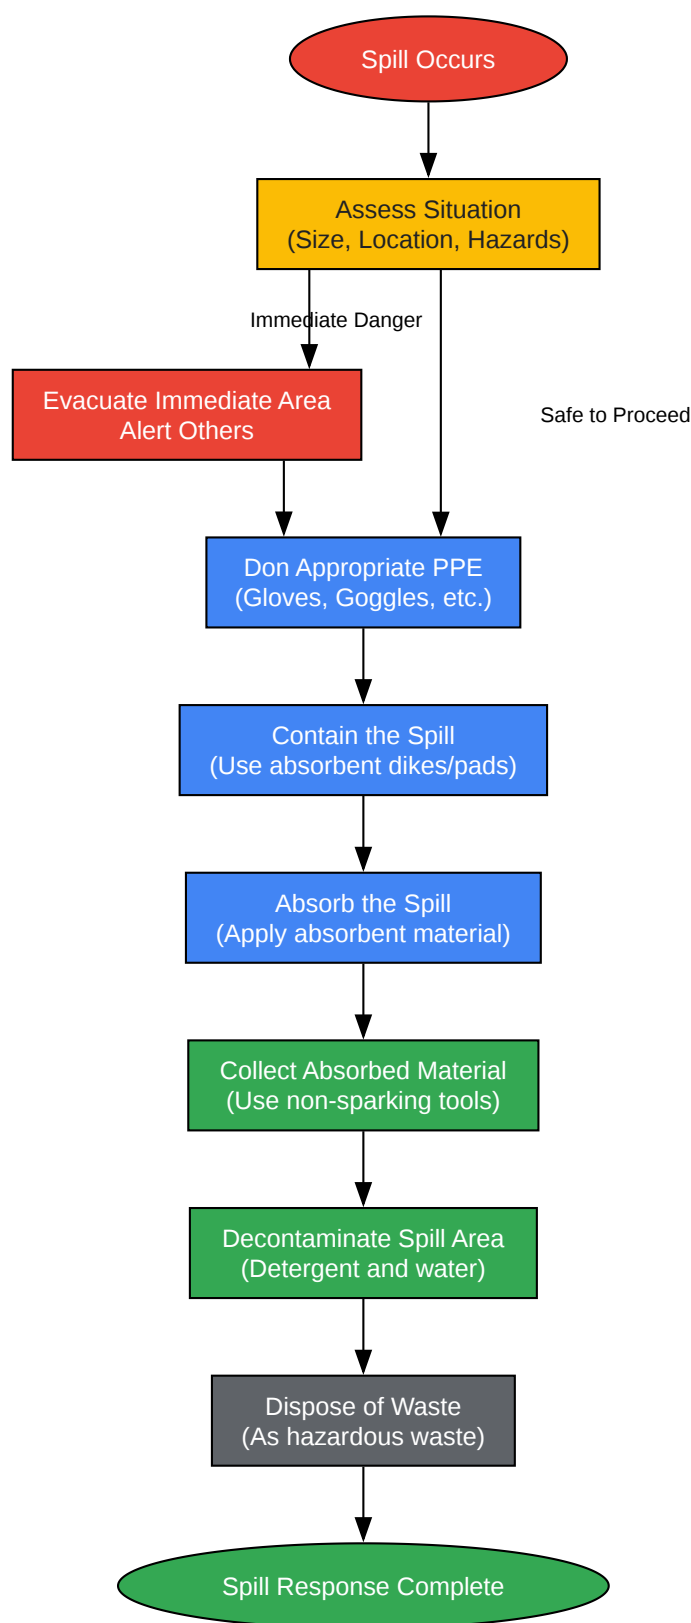 Spill Occurs
Assess Situation
(Size, Location, Hazards)
Immediate Danger
Evacuate Immediate Area
Alert Others
Safe to Proceed
Don Appropriate PPE
(Gloves, Goggles, etc.)
Contain the Spill
(Use absorbent dikes/pads)
Absorb the Spill
(Apply absorbent material)
Collect Absorbed Material
(Use non-sparking tools)
Decontaminate Spill Area
(Detergent and water)
Dispose of Waste
(As hazardous waste)
Spill Response Complete